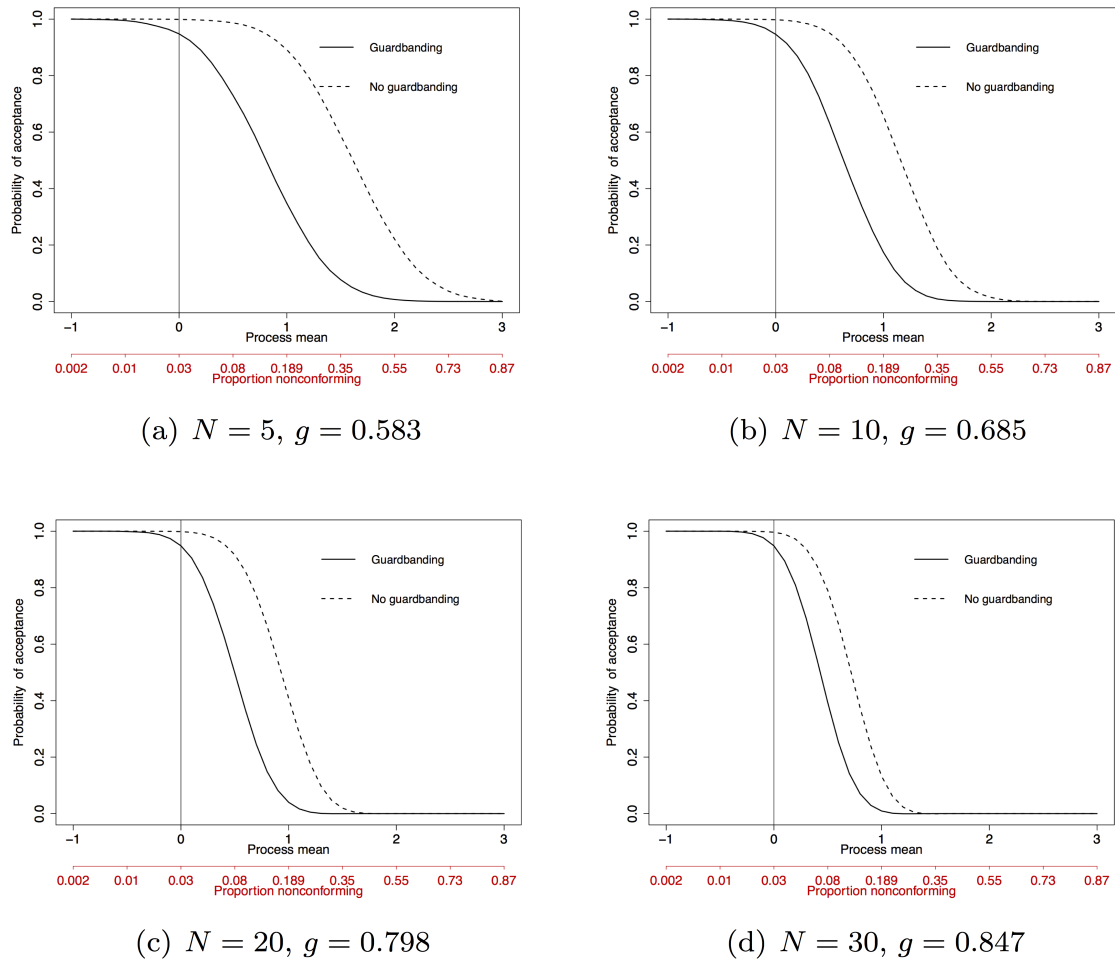 Probability of acceptance
1.0
0.8
0.6
0.4
0.2
0.0
Guardbanding
No guardbanding
−1 0 1 2 3
Process mean
0.002 0.01 0.03 0.08 0.189 0.35 0.55 0.73 0.87
Proportion nonconforming
(a) N = 5, g = 0.583
Probability of acceptance
1.0
0.8
0.6
0.4
0.2
0.0
Guardbanding
No guardbanding
−1 0 1 2 3
Process mean
0.002 0.01 0.03 0.08 0.189 0.35 0.55 0.73 0.87
Proportion nonconforming
(b) N = 10, g = 0.685
Probability of acceptance
1.0
0.8
0.6
0.4
0.2
0.0
Guardbanding
No guardbanding
−1 0 1 2 3
Process mean
0.002 0.01 0.03 0.08 0.189 0.35 0.55 0.73 0.87
Proportion nonconforming
(c) N = 20, g = 0.798
Probability of acceptance
1.0
0.8
0.6
0.4
0.2
0.0
Guardbanding
No guardbanding
−1 0 1 2 3
Process mean
0.002 0.01 0.03 0.08 0.189 0.35 0.55 0.73 0.87
Proportion nonconforming
(d) N = 30, g = 0.847